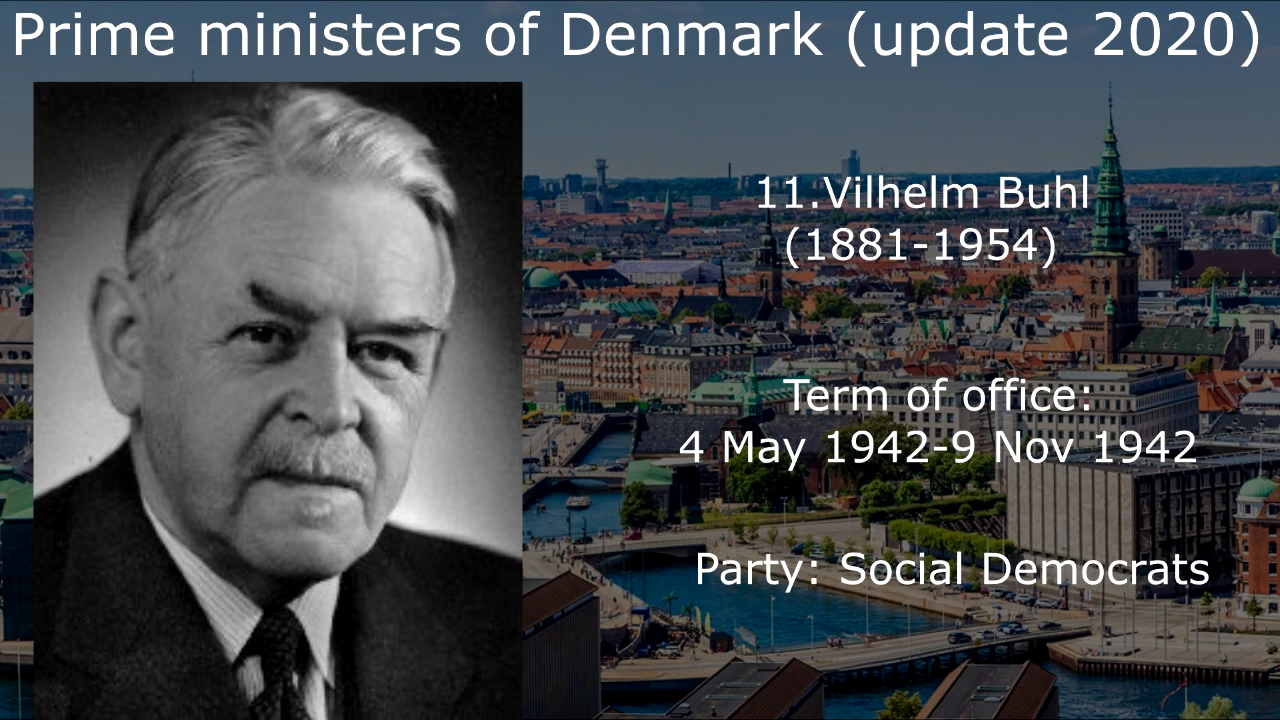 Prime ministers of Denmark (update 2020)
11.Vilhelm Buhl
(1881-1954)
Term of office:
4 May 1942-9 Nov 1942
Party: Social Democrats